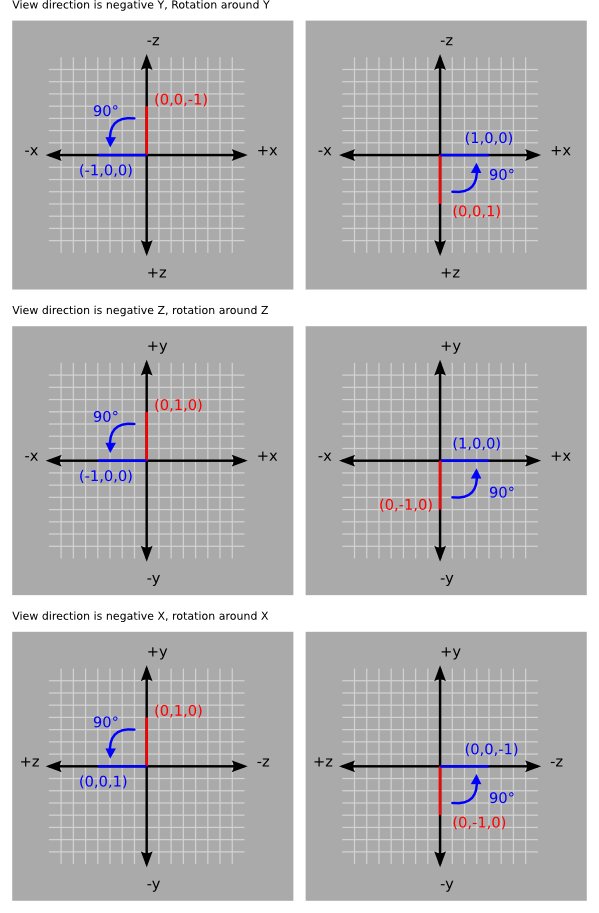 View direction is negative Y, Rotation around Y
-z
(0,0,-1)
90°
-x
+x
(-1,0,0)
+z
-z
(1,0,0)
-x
+x
90°
(0,0,1)
+z
View direction is negative Z, rotation around Z
+y
(0,1,0)
90°
-x
+x
(-1,0,0)
-y
+y
(1,0,0)
-x
+x
90°
(0,-1,0)
-y
View direction is negative X, rotation around X
+y
(0,1,0)
90°
+z
-z
(0,0,1)
-y
+y
(0,0,-1)
+z
-z
90°
(0,-1,0)
-y